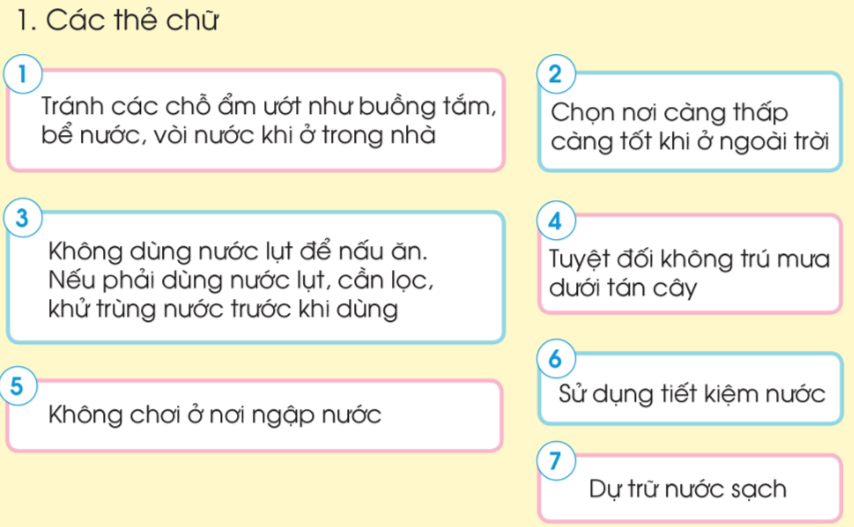 1. Các thẻ chữ
1
Tránh các chỗ ẩm ướt như buồng tắm,
bể nước, vòi nước khi ở trong nhà
2
Chọn nơi càng thấp
càng tốt khi ở ngoài trời
3
Không dùng nước lụt để nấu ăn.
Nếu phải dùng nước lụt, cần lọc,
khử trùng nước trước khi dùng
4
Tuyệt đối không trú mưa
dưới tán cây
5
Không chơi ở nơi ngập nước
6
Sử dụng tiết kiệm nước
7
Dự trữ nước sạch